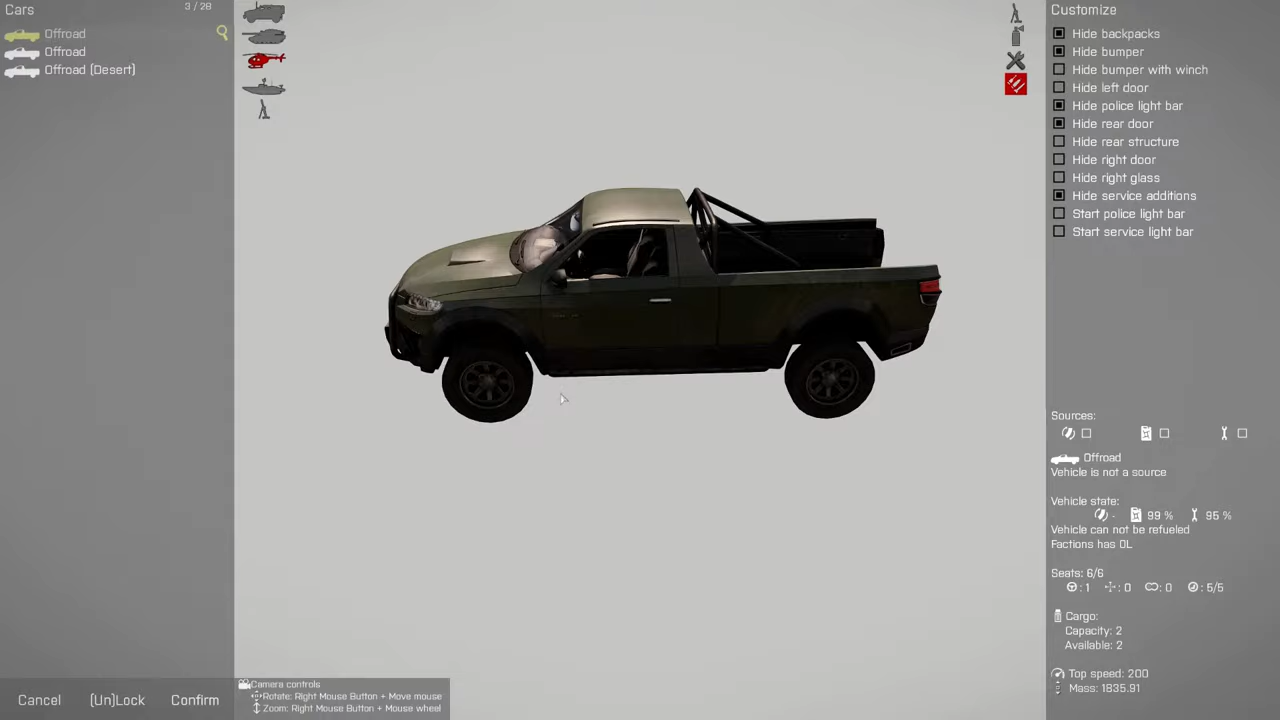 Cars
3 / 28
Offroad
Offroad
Offroad (Desert)
Cancel
(Un)Lock
Confirm
Camera controls
Rotate: Right Mouse Button + Move mouse
Zoom: Right Mouse Button + Mouse wheel
Customize
Hide backpacks
Hide bumper
Hide bumper with winch
Hide left door
Hide police light bar
Hide rear door
Hide rear structure
Hide right door
Hide right glass
Hide service additions
Start police light bar
Start service light bar
Sources:
Offroad
Vehicle is not a source
Vehicle state:
- 99 % 95 %
Vehicle can not be refueled
Factions has 0L
Seats: 6/6
: 1 : 0 : 0 : 5/5
Cargo:
Capacity: 2
Available: 2
Top speed: 200
Mass: 1835.91